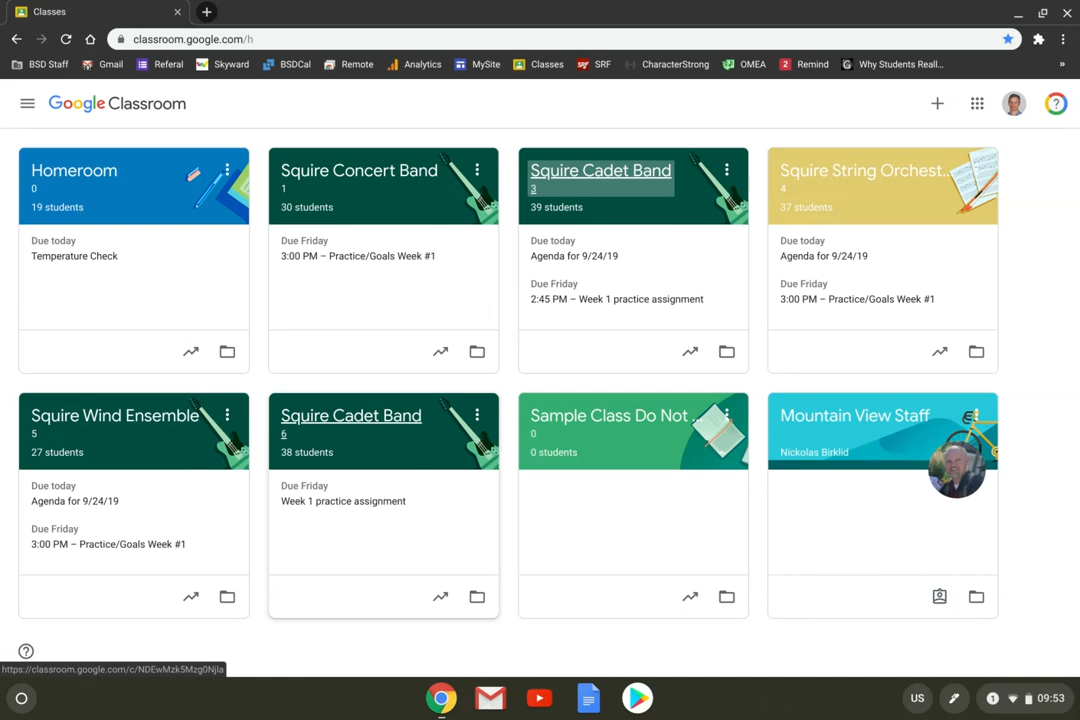 Classes
classroom.google.com/h
BSD Staff
Gmail
Referal
Skyward
BSDCal
Remote
Analytics
MySite
Classes
SRF
CharacterStrong
OMEA
2 Remind
Why Students Reall...
»
Google Classroom
Homeroom
0
19 students
Due today
Temperature Check
Squire Concert Band
1
30 students
Due Friday
3:00 PM – Practice/Goals Week #1
Squire Cadet Band
3
39 students
Due today
Agenda for 9/24/19
Due Friday
2:45 PM – Week 1 practice assignment
Squire String Orchest...
4
37 students
Due today
Agenda for 9/24/19
Due Friday
3:00 PM – Practice/Goals Week #1
Squire Wind Ensemble
5
27 students
Due today
Agenda for 9/24/19
Due Friday
3:00 PM – Practice/Goals Week #1
Squire Cadet Band
6
38 students
Due Friday
Week 1 practice assignment
Sample Class Do Not ...
0
0 students
Mountain View Staff
Nickolas Birklid
https://classroom.google.com/c/NDEwMzk5Mzg0Njla
US
1
09:53